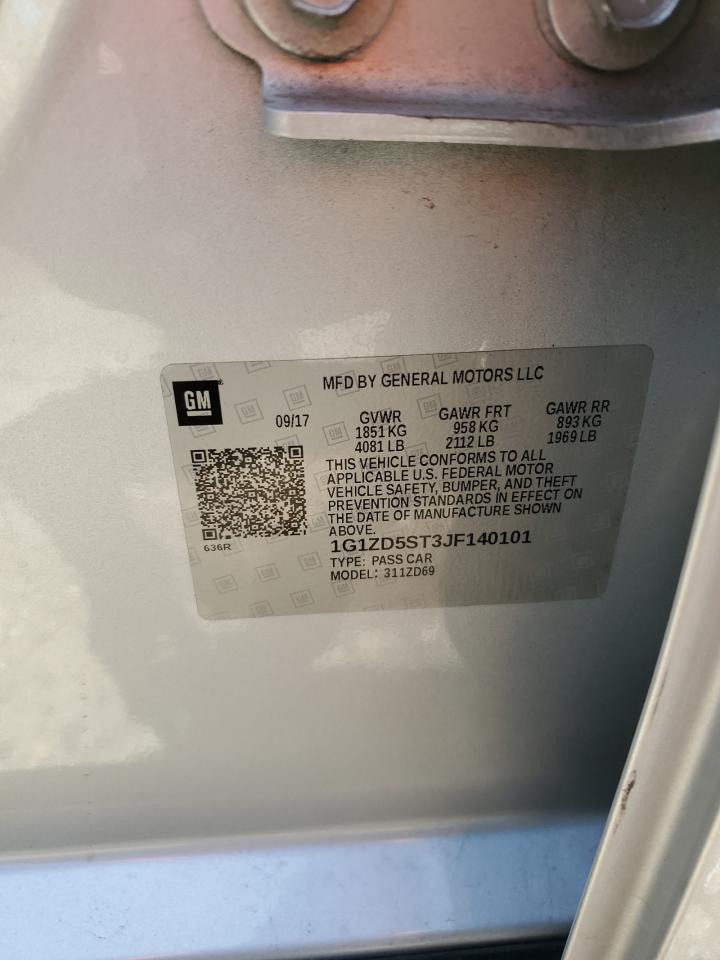 GM
MFD BY GENERAL MOTORS LLC
09/17
GVWR
1851 KG
4081 LB
GAWR FRT
958 KG
2112 LB
GAWR RR
893 KG
1969 LB
THIS VEHICLE CONFORMS TO ALL
APPLICABLE U.S. FEDERAL MOTOR
VEHICLE SAFETY, BUMPER, AND THEFT
PREVENTION STANDARDS IN EFFECT ON
THE DATE OF MANUFACTURE SHOWN
ABOVE.
636R
1G1ZD5ST3JF140101
TYPE: PASS CAR
MODEL: 311ZD69